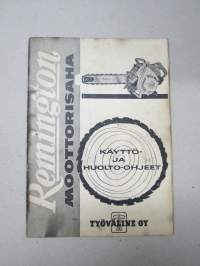 Remington
MOOTTORISAHA
KÄYTTÖ-
JA
HUOLTO-OHJEET
TYÖVÄLINE OY